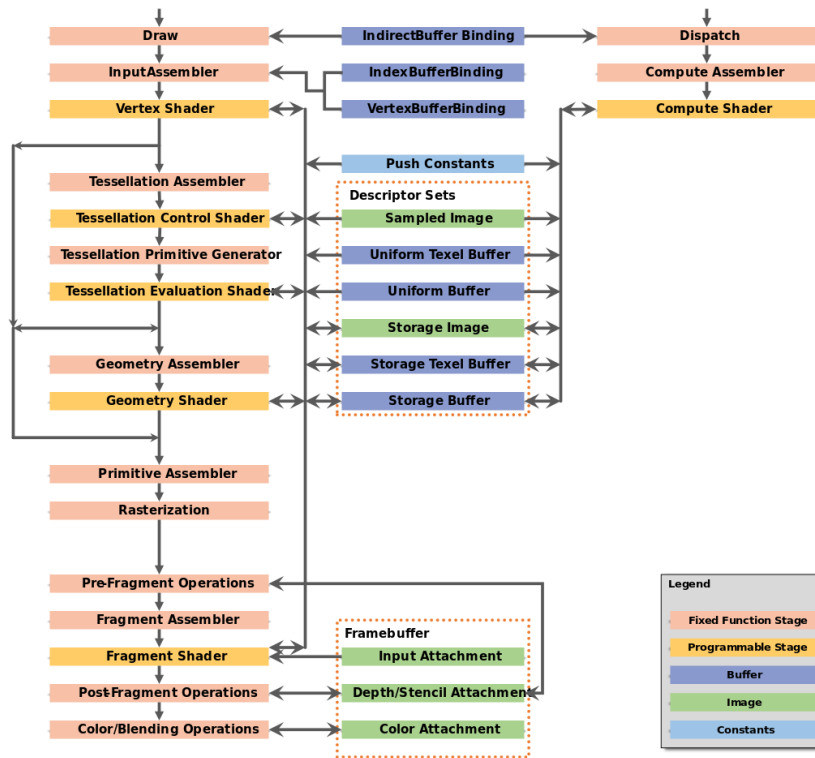 Draw
IndirectBuffer Binding
Dispatch
InputAssembler
IndexBufferBinding
Compute Assembler
Vertex Shader
VertexBufferBinding
Compute Shader
Push Constants
Descriptor Sets
Tessellation Assembler
Tessellation Control Shader
Sampled Image
Tessellation Primitive Generator
Uniform Texel Buffer
Tessellation Evaluation Shader
Uniform Buffer
Storage Image
Geometry Assembler
Storage Texel Buffer
Geometry Shader
Storage Buffer
Primitive Assembler
Rasterization
Pre-Fragment Operations
Fragment Assembler
Framebuffer
Fragment Shader
Input Attachment
Post-Fragment Operations
Depth/Stencil Attachment
Color/Blending Operations
Color Attachment
Legend
Fixed Function Stage
Programmable Stage
Buffer
Image
Constants